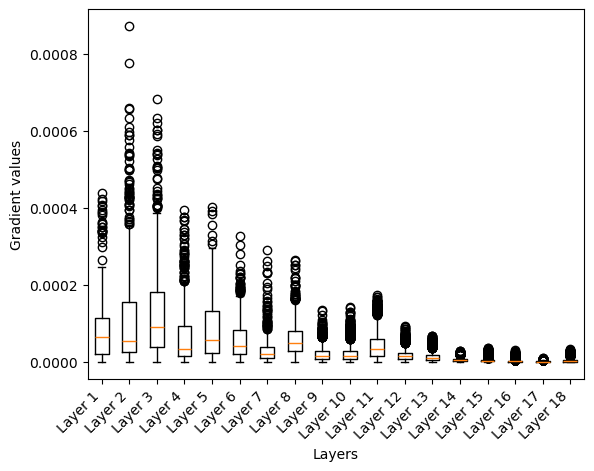 0.0008
0.0006
0.0004
0.0002
0.0000
Gradient values
Layer 1
Layer 2
Layer 3
Layer 4
Layer 5
Layer 6
Layer 7
Layer 8
Layer 9
Layer 10
Layer 11
Layer 12
Layer 13
Layer 14
Layer 15
Layer 16
Layer 17
Layer 18
Layers